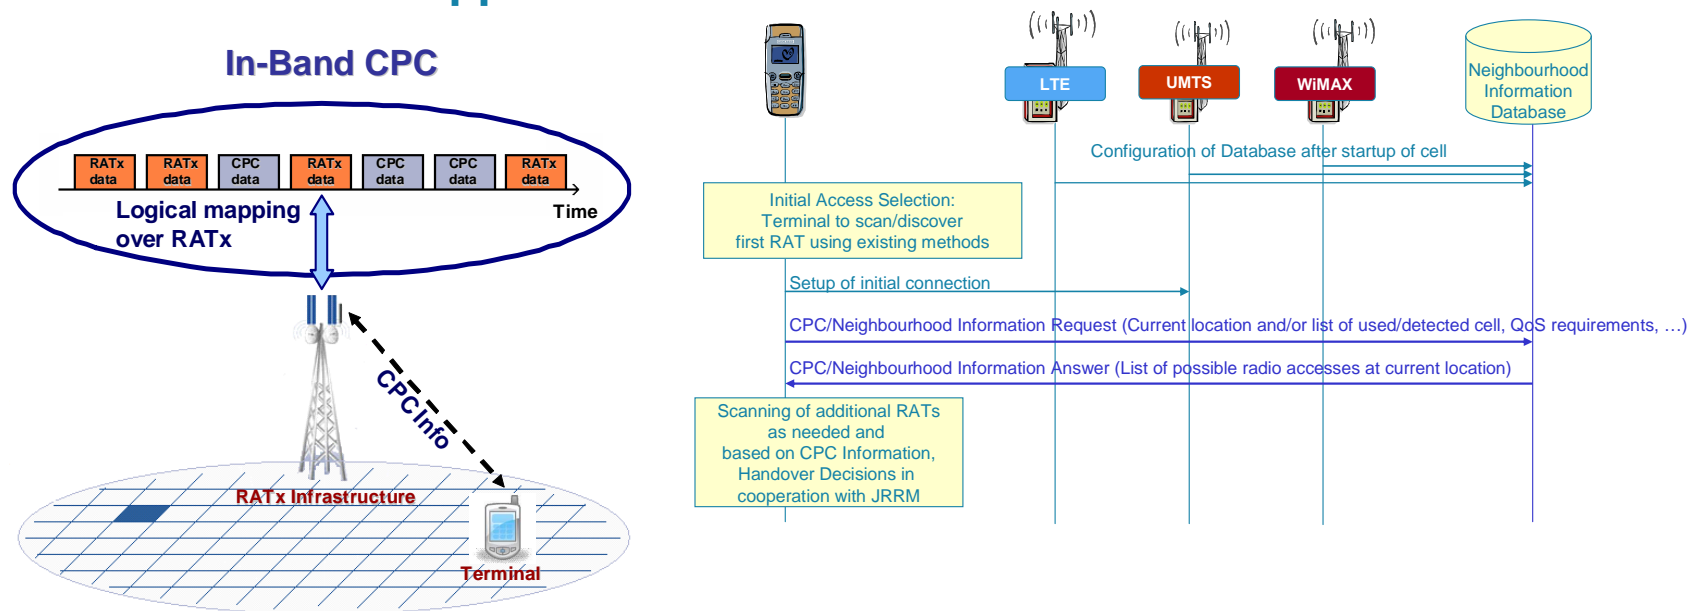 In-Band CPC
RATx
data
RATx
data
CPC
data
RATx
data
CPC
data
CPC
data
RATx
data
Time
Logical mapping
over RATx
CPC Info
RATx Infrastructure
Terminal
LTE
UMTS
WiMAX
Neighbourhood
Information
Database
Configuration of Database after startup of cell
Initial Access Selection:
Terminal to scan/discover
first RAT using existing methods
Setup of initial connection
CPC/Neighbourhood Information Request (Current location and/or list of used/detected cell, QoS requirements, …)
CPC/Neighbourhood Information Answer (List of possible radio accesses at current location)
Scanning of additional RATs
as needed and
based on CPC Information,
Handover Decisions in
cooperation with JRRM